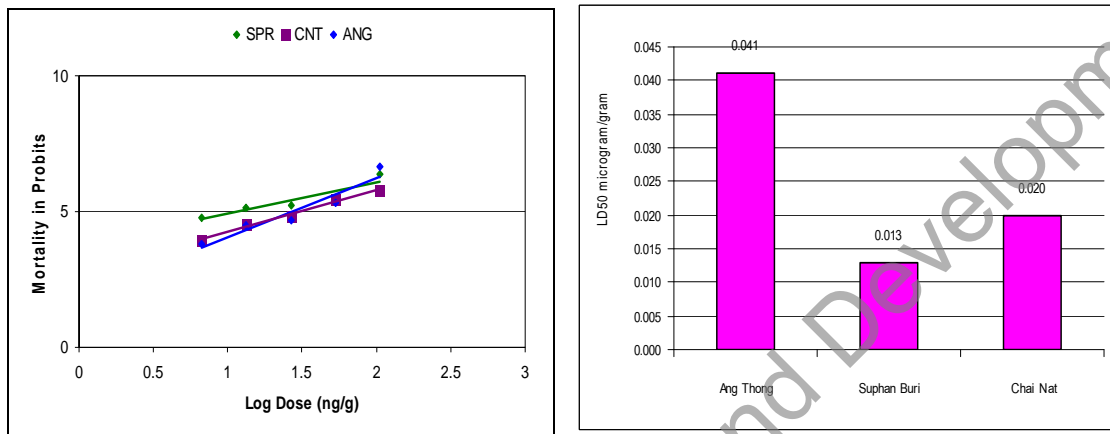 SPR CNT ANG
10
5
0
0 0.5 1 1.5 2 2.5 3
Mortality in Probits
Log Dose (ng/g)
LD50 microgram/gram
0.045
0.040
0.035
0.030
0.025
0.020
0.015
0.010
0.005
0.000
0.041
0.013
0.020
Ang Thong Suphan Buri Chai Nat
nd Developm